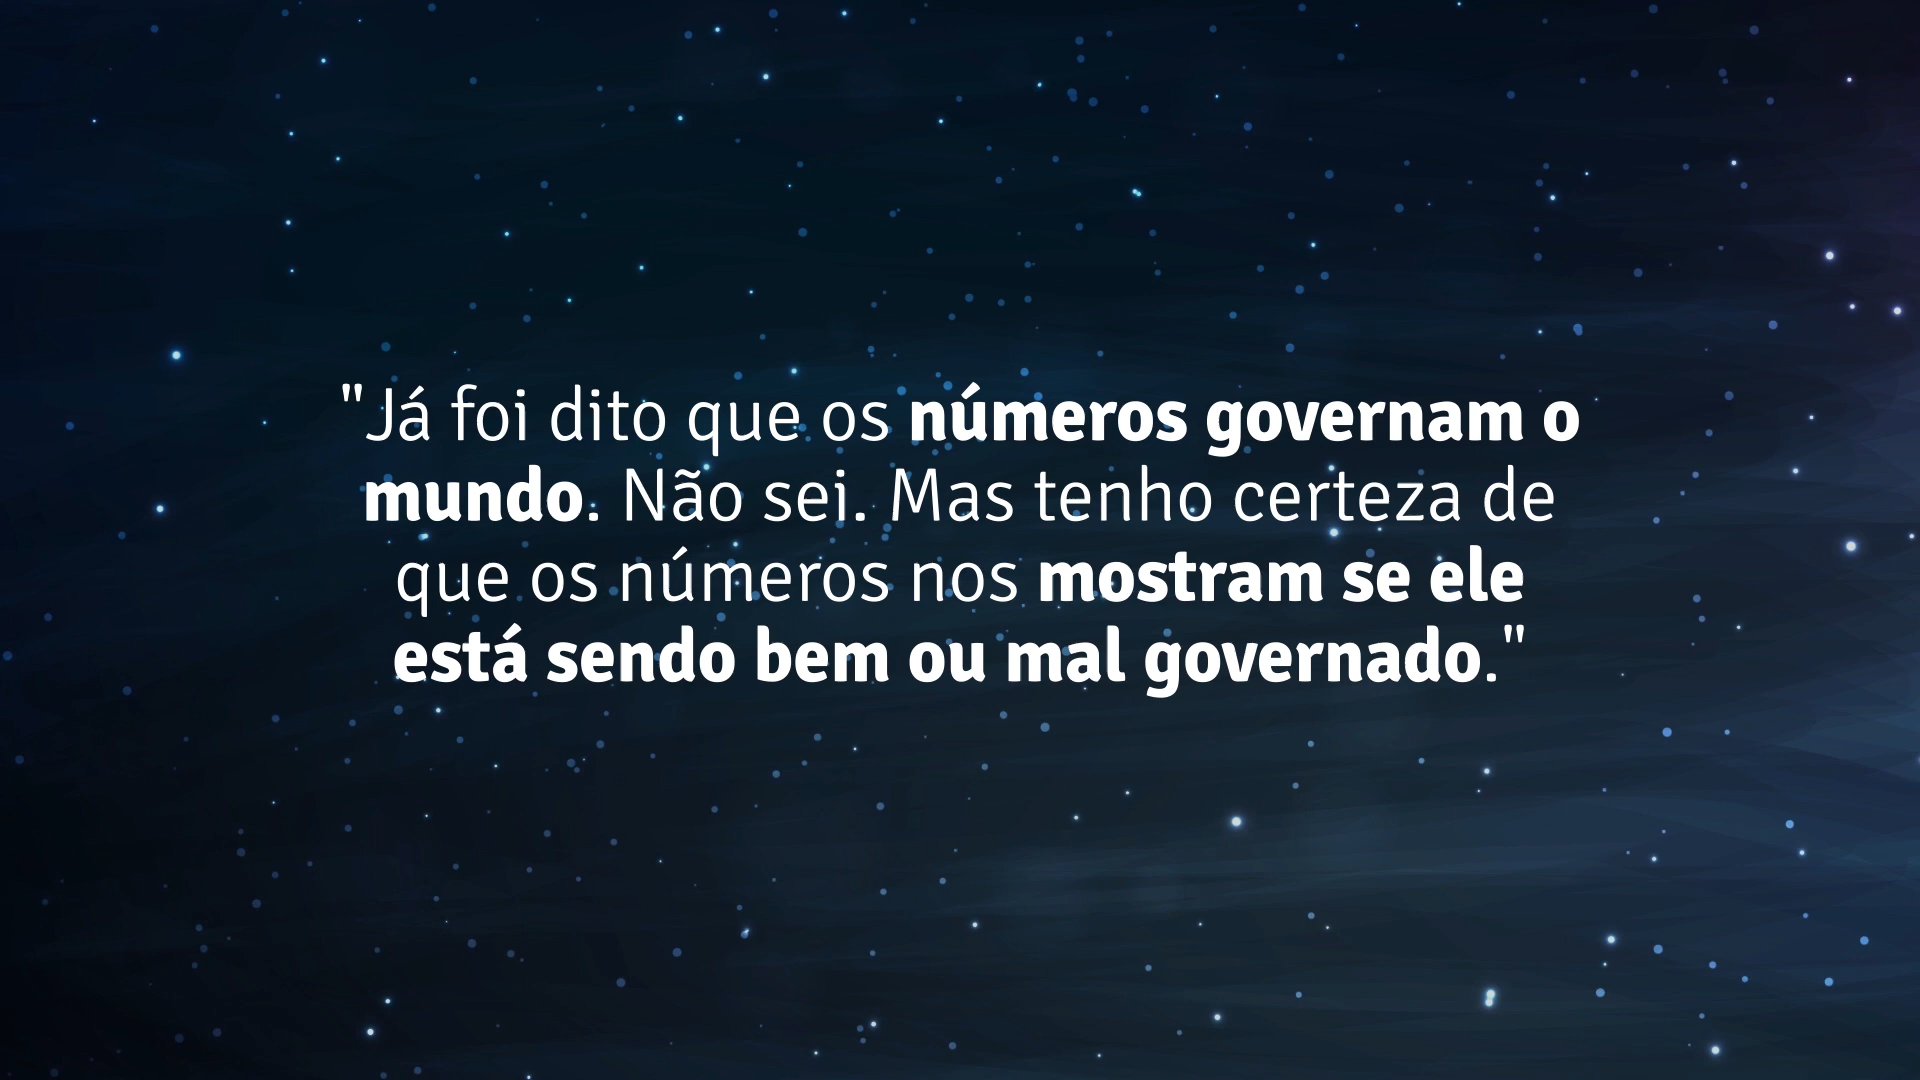 "Já foi dito que os números governam o
mundo. Não sei. Mas tenho certeza de
que os números nos mostram se ele
está sendo bem ou mal governado."